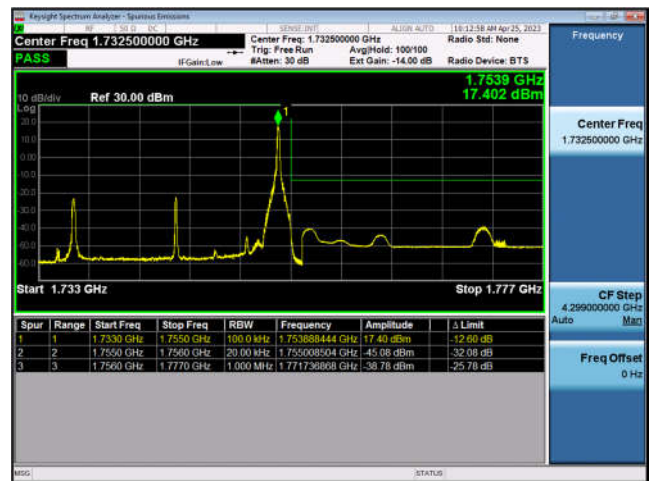 Keysight Spectrum Analyzer - Spurious Emissions
RF 50 Ω DC SENSE:INT ALIGN AUTO 10:12:58 AM Apr 25, 2023
Center Freq 1.732500000 GHz
PASS
IFGain:Low
Center Freq: 1.732500000 GHz
Trig: Free Run Avg|Hold: 100/100
#Atten: 30 dB Ext Gain: -14.00 dB
Radio Std: None
Radio Device: BTS
1.7539 GHz
17.402 dBm
10 dB/div Ref 30.00 dBm
Log
20.0
10.0
0.00
-10.0
-20.0
-30.0
-40.0
-50.0
-60.0
1
Start 1.733 GHz Stop 1.777 GHz
Spur Range Start Freq Stop Freq RBW Frequency Amplitude Δ Limit
1 1 1.7330 GHz 1.7550 GHz 100.0 kHz 1.753888444 GHz 17.40 dBm -12.60 dB
2 2 1.7550 GHz 1.7560 GHz 20.00 kHz 1.755008504 GHz -45.08 dBm -32.08 dB
3 3 1.7560 GHz 1.7770 GHz 1.000 MHz 1.771736868 GHz -38.78 dBm -25.78 dB
MSG STATUS
Frequency
Center Freq
1.732500000 GHz
CF Step
4.299000000 GHz
Auto Man
Freq Offset
0 Hz